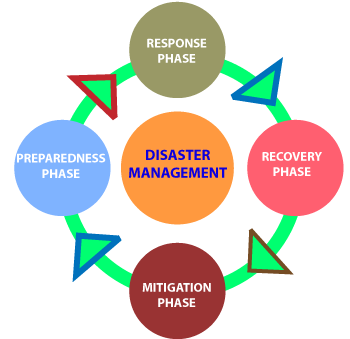 RESPONSE
PHASE
PREPAREDNESS
PHASE
DISASTER
MANAGEMENT
RECOVERY
PHASE
MITIGATION
PHASE